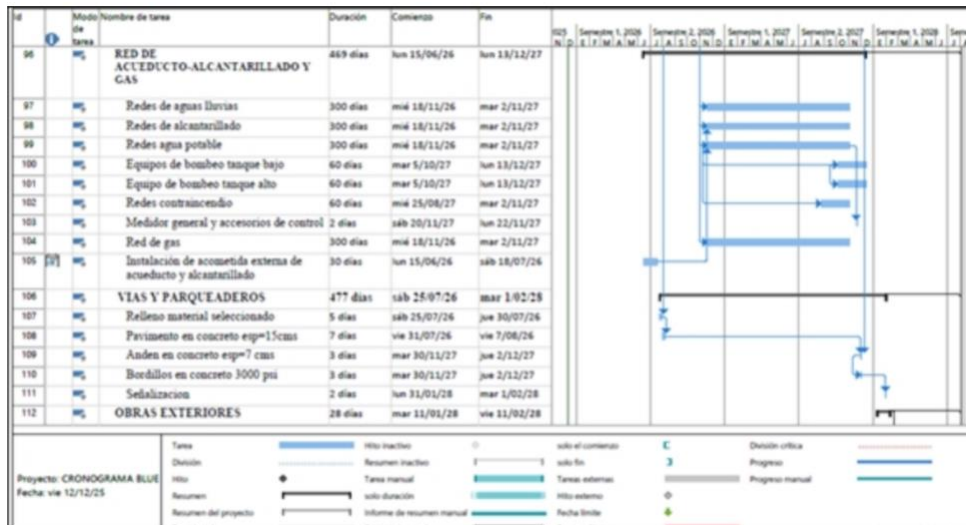 Id Modo de tarea Nombre de tarea Duración Comienzo Fin
Semestre 1, 2026 Semestre 2, 2026 Semestre 1, 2027 Semestre 2, 2027 Semestre 1, 2028
96 RED DE ACUEDUCTO-ALCANTARILLADO Y GAS 469 días lun 15/06/26 lun 13/12/27
97 Redes de aguas lluvias 300 días mié 18/11/26 mar 2/11/27
98 Redes de alcantarillado 300 días mié 18/11/26 mar 2/11/27
99 Redes agua potable 300 días mié 18/11/26 mar 2/11/27
100 Equipos de bombeo tanque bajo 60 días mar 5/10/27 lun 13/12/27
101 Equipo de bombeo tanque alto 60 días mar 5/10/27 lun 13/12/27
102 Redes contraincendio 60 días mié 25/08/27 mar 2/11/27
103 Medidor general y accesorios de control 2 días sáb 20/11/27 lun 22/11/27
104 Red de gas 300 días mié 18/11/26 mar 2/11/27
105 Instalación de acometida externa de acueducto y alcantarillado 30 días lun 15/06/26 sáb 18/07/26
106 VIAS Y PARQUEADEROS 477 días sáb 25/07/26 mar 1/02/28
107 Relleno material seleccionado 5 días sáb 25/07/26 jue 30/07/26
108 Pavimento en concreto esp=15cms 7 días vie 31/07/26 vie 7/08/26
109 Anden en concreto esp=7 cms 3 días mar 30/11/27 jue 2/12/27
110 Bordillos en concreto 3000 psi 3 días mar 30/11/27 jue 2/12/27
111 Señalizacion 2 días lun 31/01/28 mar 1/02/28
112 OBRAS EXTERIORES 28 días mar 11/01/28 vie 11/02/28
Proyecto: CRONOGRAMA BLUE
Fecha: vie 12/12/25
Tarea Hito inactivo solo el comienzo División crítica
División Resumen inactivo solo fin Progreso
Hito Tarea manual Tareas externas Progreso manual
Resumen solo duración Hito externo
Resumen del proyecto Informe de resumen manual Fecha límite